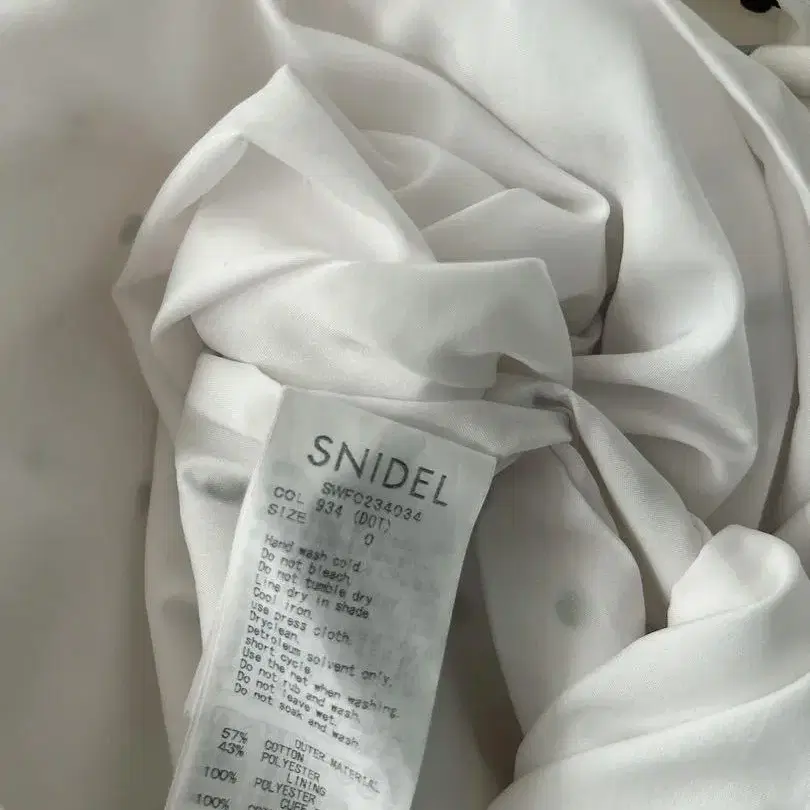 SNIDEL
SWFO234034
COL 934 (DOT)
SIZE 0
Hand wash cold.
Do not bleach.
Do not tumble dry
Line dry in shade
Cool iron.
use press cloth.
Dryclean.
petroleum solvent only.
short cycle.
Use the net when washing.
Do not rub and wash.
Do not leave wet.
Do not soak and wash.
OUTER MATERIAL
57% COTTON
43% POLYESTER
LINING
100% POLYESTER
CUFF
100%